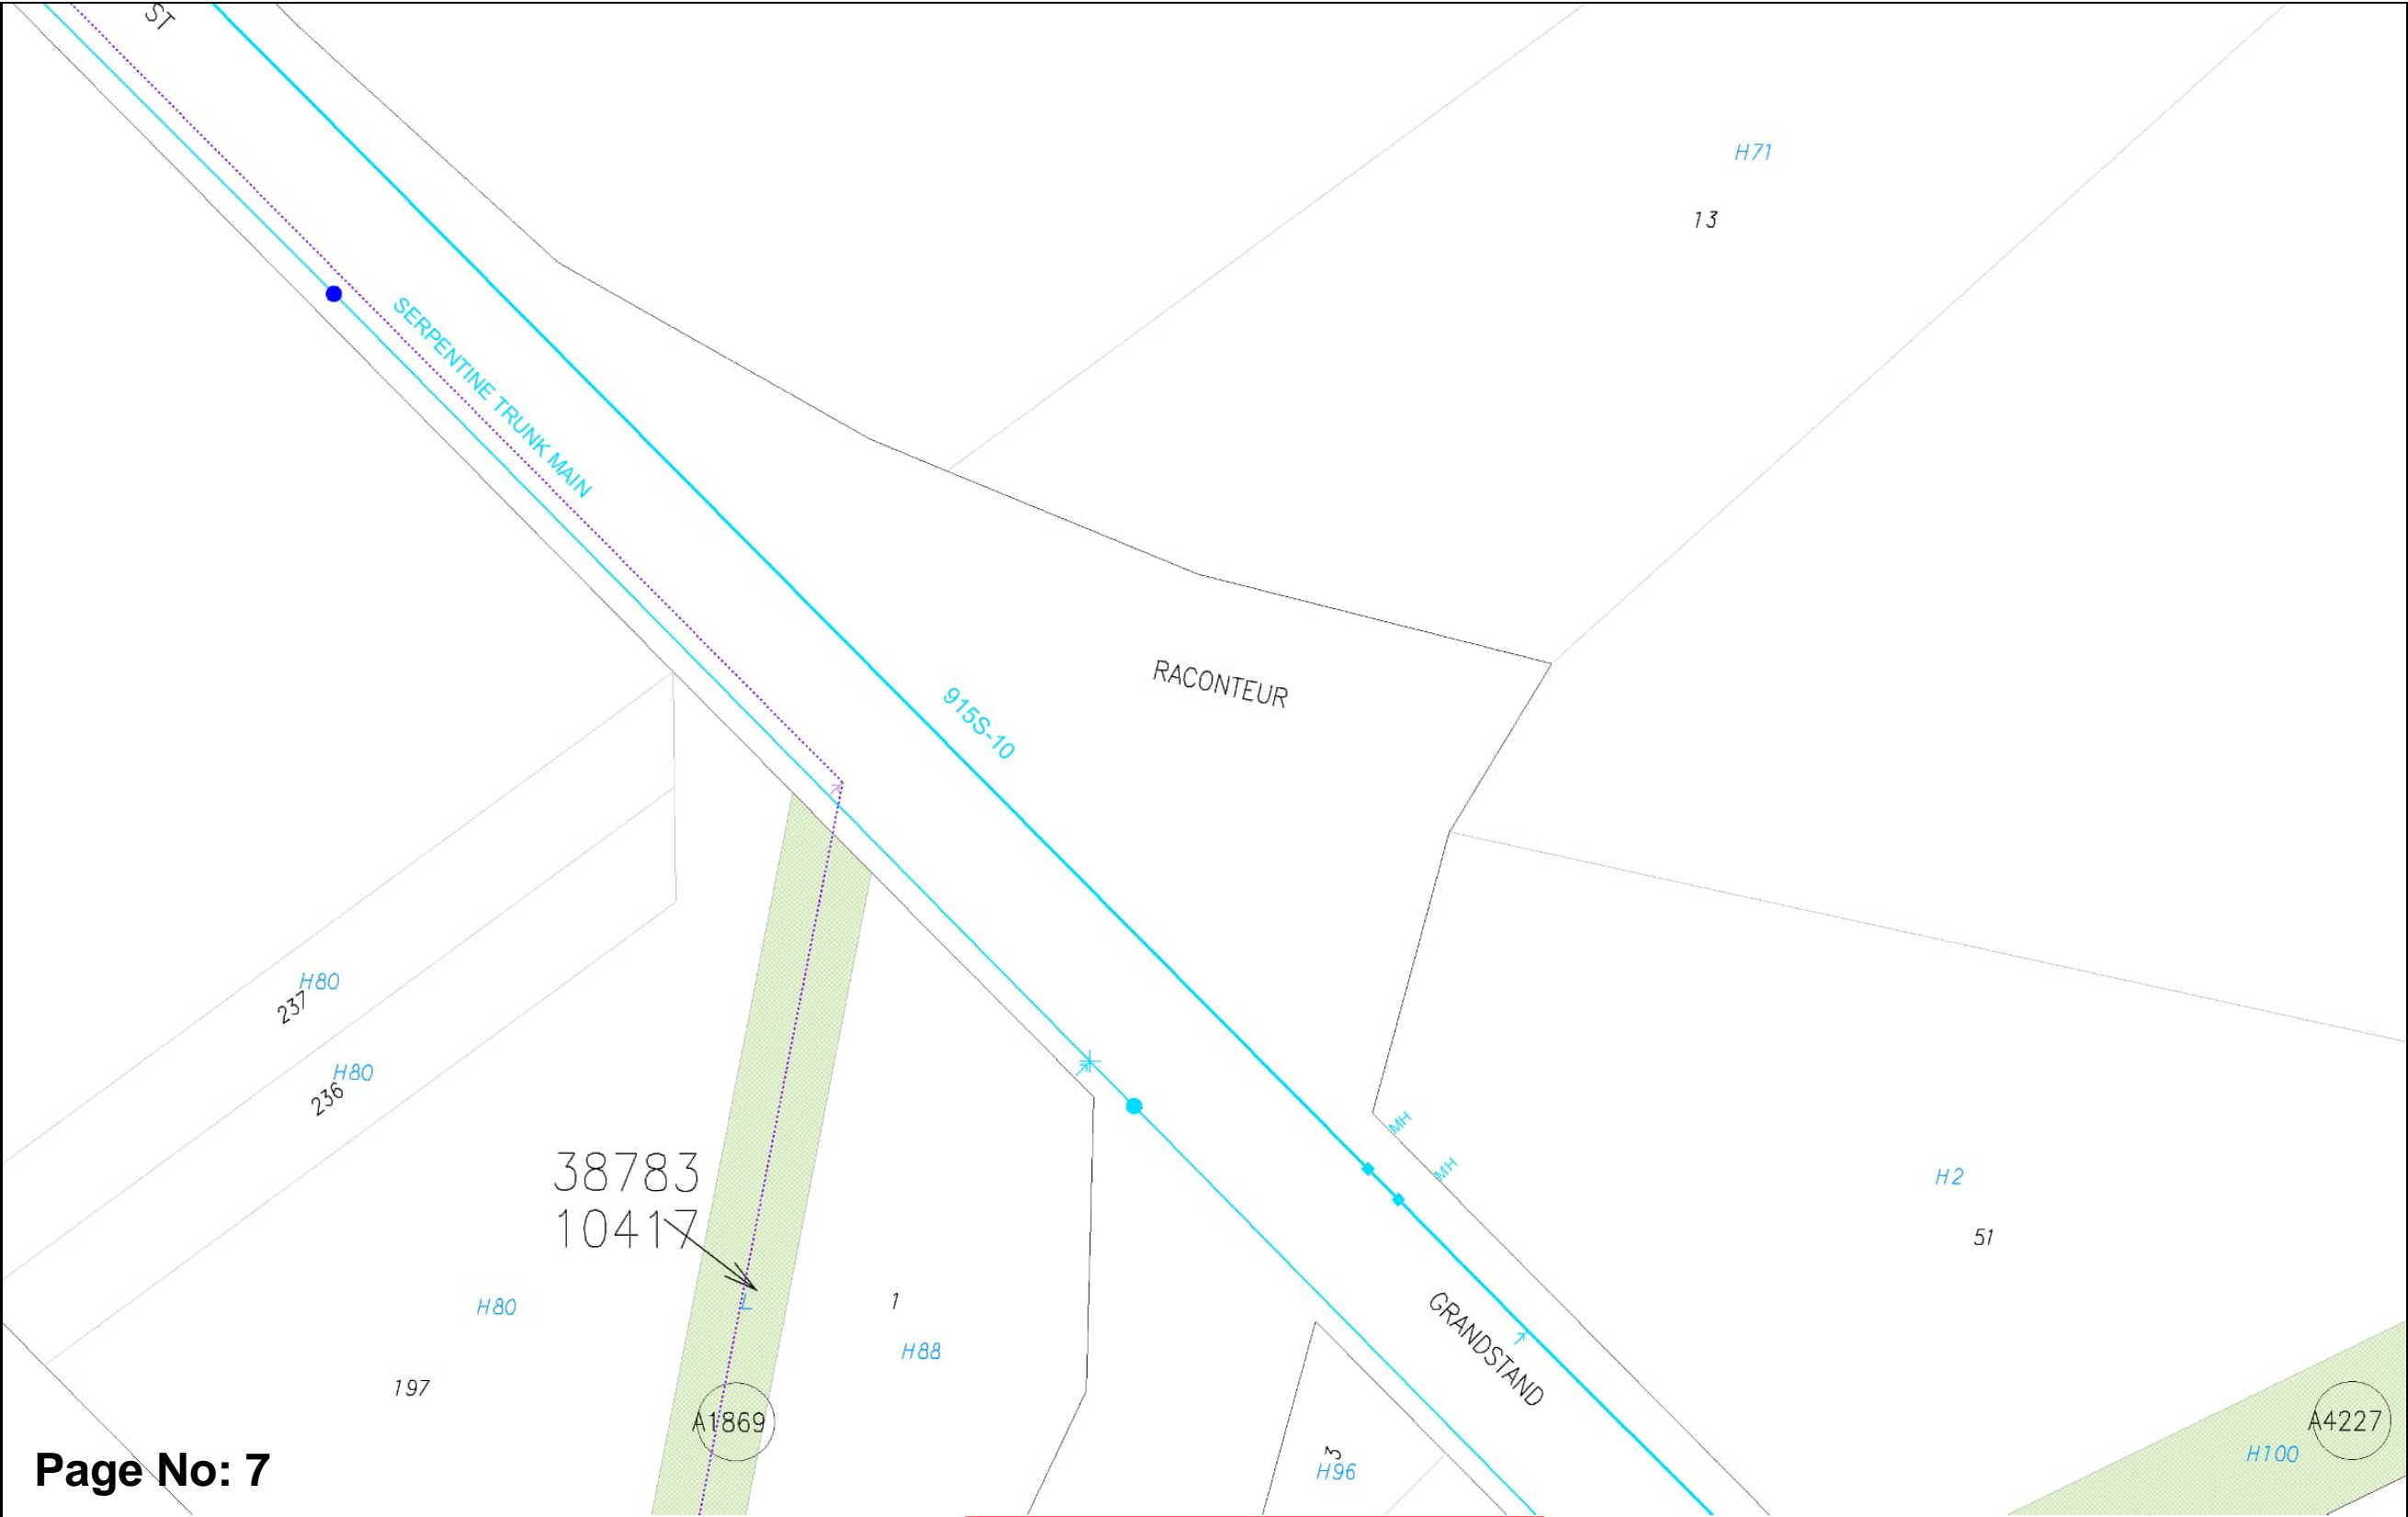 ST
H71
13
SERPENTINE TRUNK MAIN
RACONTEUR
915S-10
H80
237
H80
236
MH
MH
38783
10417
H2
51
L
H80
1
GRANDSTAND
H88
197
A1869
A4227
3
H96
H100
Page No: 7